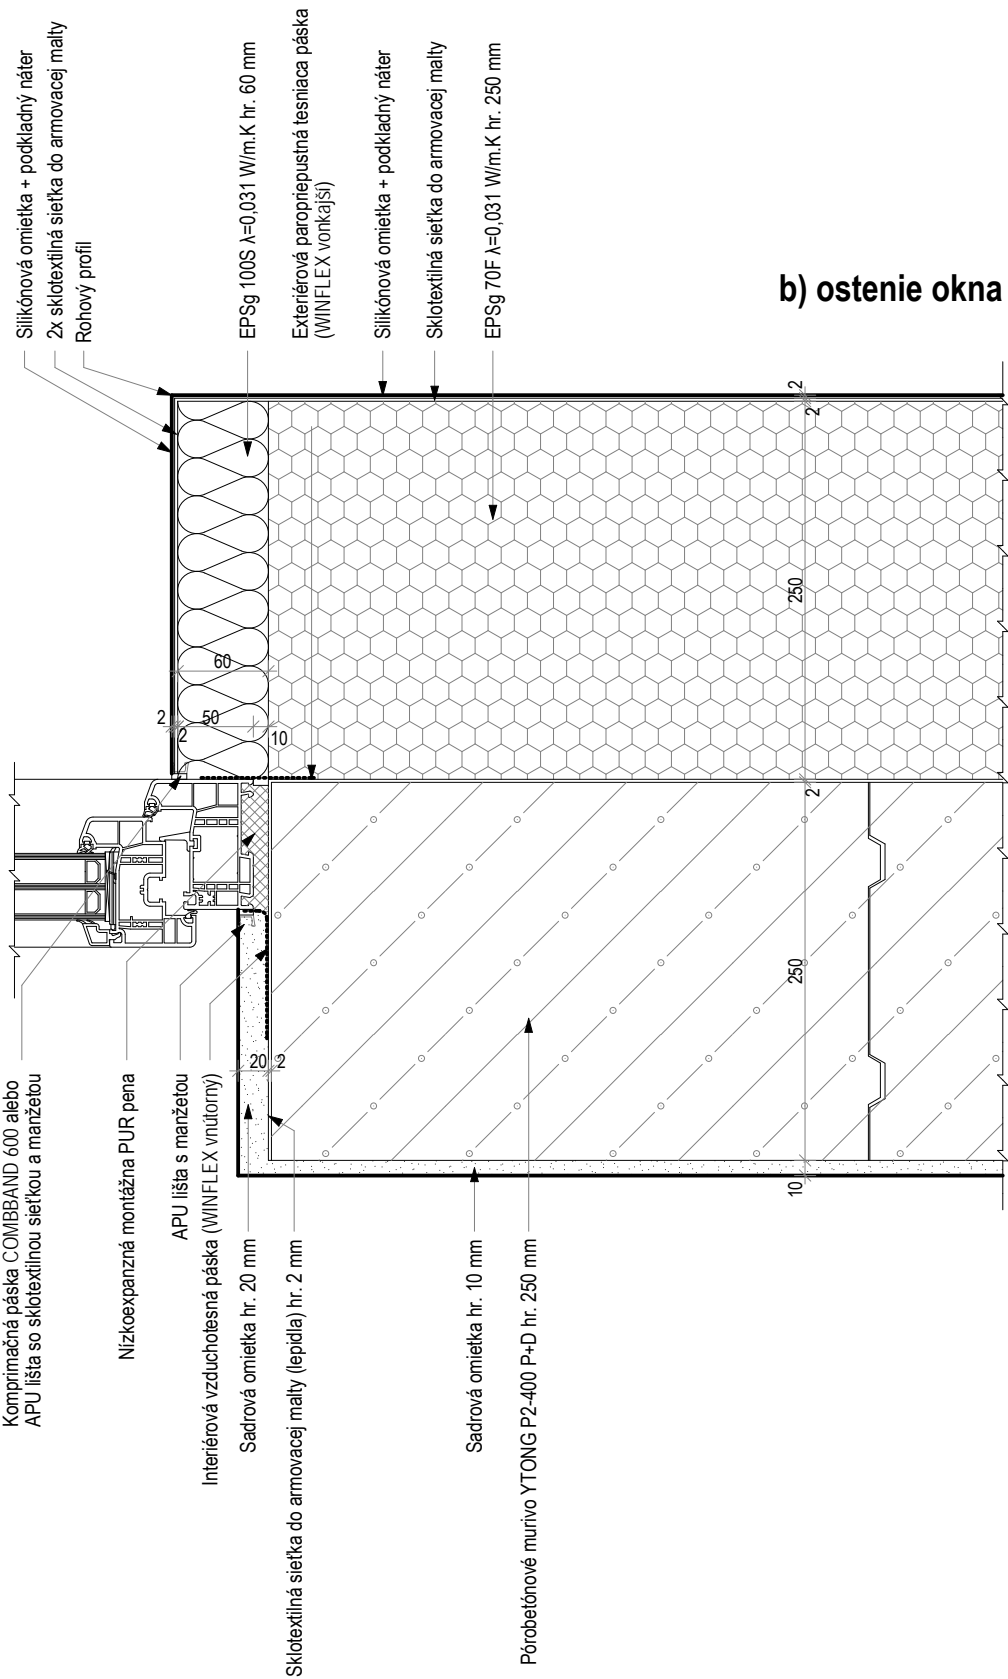 Silikónová omietka + podkladný náter
2x sklotextilná sieťka do armovacej malty
Rohový profil
EPSg 100S λ=0,031 W/m.K hr. 60 mm
Exteriérová paropriepustná tesniaca páska
(WINFLEX vonkajší)
Silikónová omietka + podkladný náter
Sklotextilná sieťka do armovacej malty
EPSg 70F λ=0,031 W/m.K hr. 250 mm
b) ostenie okna
2
2
250
60
2
50
2
10
2
250
20
2
10
Komprimačná páska COMBBAND 600 alebo
APU lišta so sklotextilnou sieťkou a manžetou
Nízkoexpanzná montážna PUR pena
APU lišta s manžetou
Interiérová vzduchotesná páska (WINFLEX vnútorný)
Sadrová omietka hr. 20 mm
Sklotextilná sieťka do armovacej malty (lepidla) hr. 2 mm
Sadrová omietka hr. 10 mm
Pórobetónové murivo YTONG P2-400 P+D hr. 250 mm